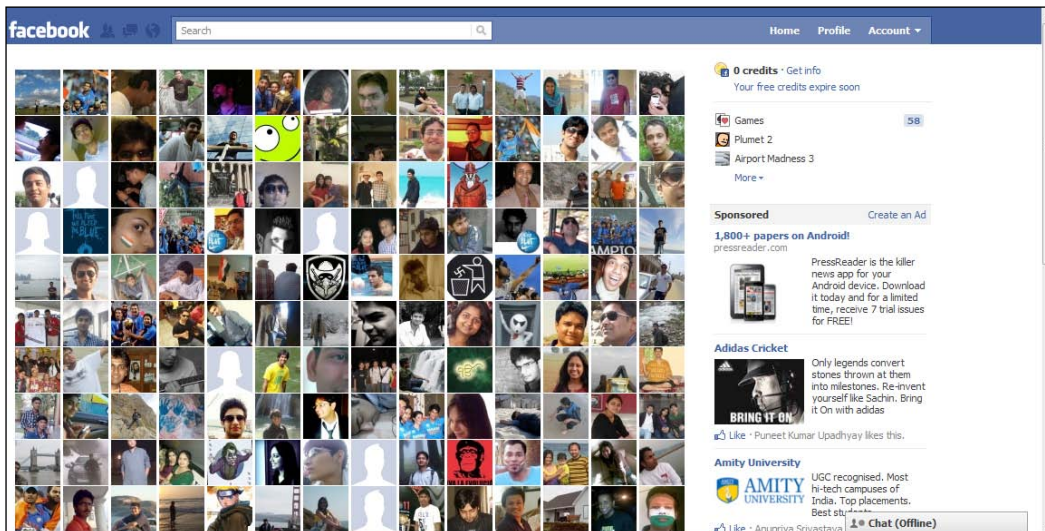 facebook
Search
Home Profile Account
0 credits · Get info
Your free credits expire soon
Games 58
Plumet 2
Airport Madness 3
More
Sponsored Create an Ad
1,800+ papers on Android!
pressreader.com
PressReader is the killer
news app for your
Android device. Download
it today and for a limited
time, receive 7 trial issues
for FREE!
Adidas Cricket
Only legends convert
stones thrown at them
into milestones. Re-invent
yourself like Sachin. Bring
it On with adidas
adidas
BRING IT ON
Like · Puneet Kumar Upadhyay likes this.
Amity University
UGC recognised. Most
hi-tech campuses of
India. Top placements.
AMITY
UNIVERSITY
Best
Like · Anupriya Srivastava
Chat (Offline)